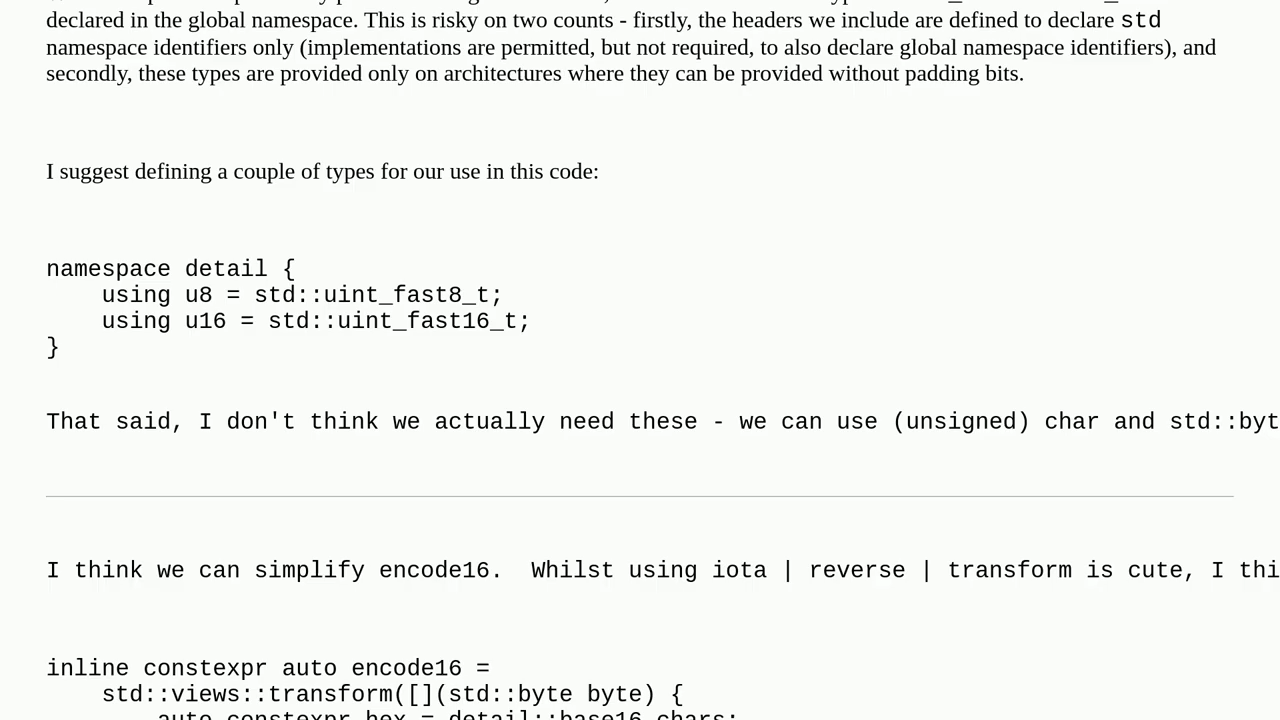 declared in the global namespace. This is risky on two counts - firstly, the headers we include are defined to declare std
namespace identifiers only (implementations are permitted, but not required, to also declare global namespace identifiers), and
secondly, these types are provided only on architectures where they can be provided without padding bits.
I suggest defining a couple of types for our use in this code:
namespace detail {
    using u8 = std::uint_fast8_t;
    using u16 = std::uint_fast16_t;
}
That said, I don't think we actually need these - we can use (unsigned) char and std::byt
I think we can simplify encode16.  Whilst using iota | reverse | transform is cute, I thi
inline constexpr auto encode16 =
    std::views::transform([](std::byte byte) {
        auto constexpr hex = detail::base16_chars;